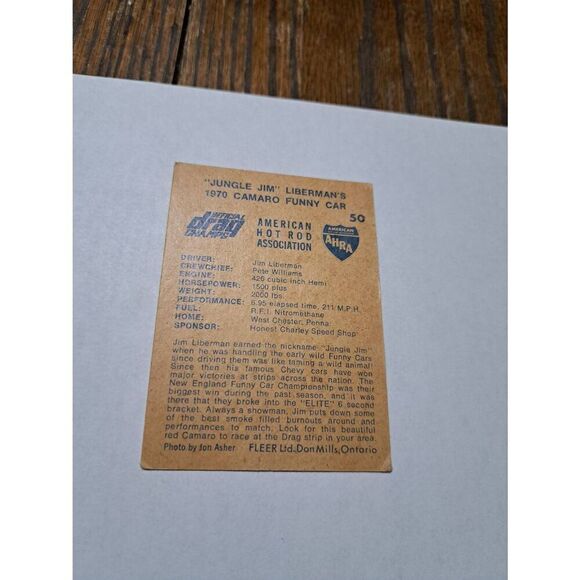 "JUNGLE JIM" LIBERMAN'S
1970 CAMARO FUNNY CAR
50
OFFICIAL
drag
CHAMPS
AMERICAN
HOT ROD
ASSOCIATION
AMERICAN
AHRA
DRIVER: Jim Liberman
CREWCHIEF: Pete Williams
ENGINE: 426 cubic inch Hemi
HORSEPOWER: 1500 plus
WEIGHT: 2000 lbs.
PERFORMANCE: 6.95 elapsed time, 211 M.P.H.
FUEL: R.F.I. Nitromethane
HOME: West Chester, Penna.
SPONSOR: Honest Charley Speed Shop
Jim Liberman earned the nickname "Jungle Jim"
when he was handling the early wild Funny Cars
since driving them was like taming a wild animal!
Since then his famous Chevy cars have won
major victories at strips across the nation. The
New England Funny Car Championship was their
biggest win during the past season, and it was
there that they broke into the "ELITE" 6 second
bracket. Always a showman, Jim puts down some
of the best smoke filled burnouts around and
performances to match. Look for this beautiful
red Camaro to race at the Drag strip in your area.
Photo by Jon Asher FLEER Ltd. Don Mills, Ontario